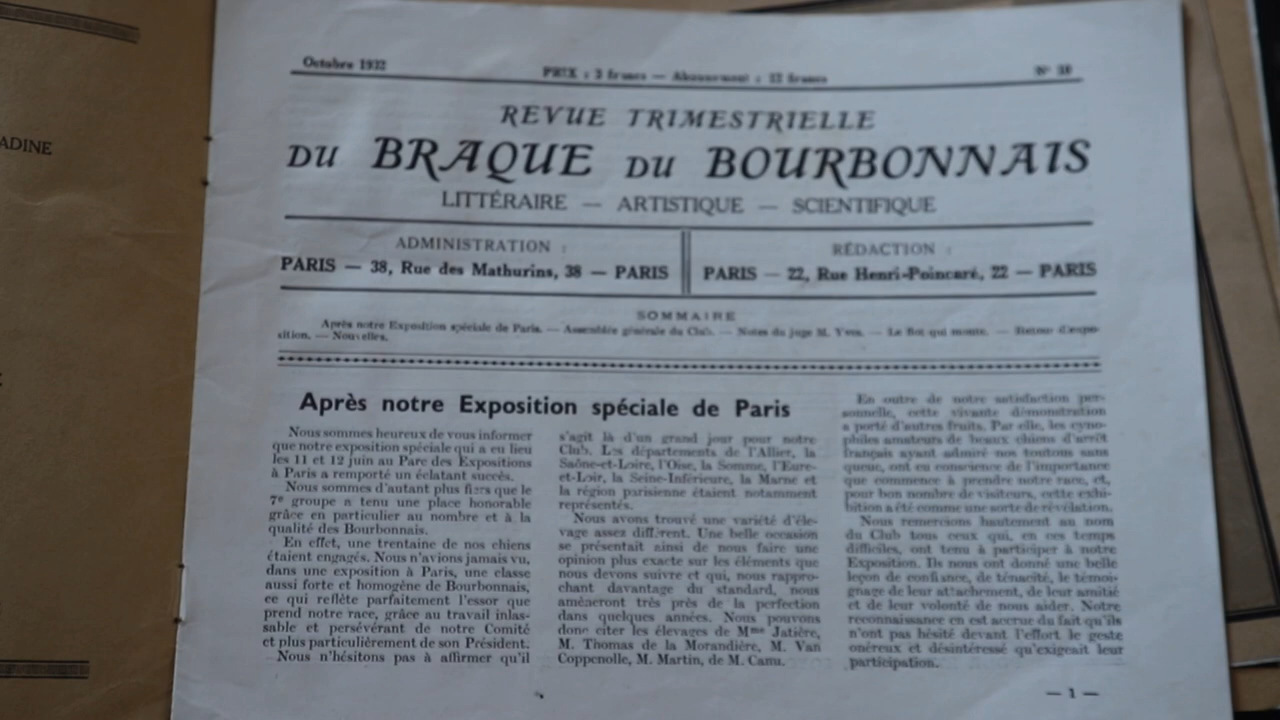 ADINE
Octobre 1932
PRIX : 3 francs — Abonnement : 12 francs
N°
REVUE TRIMESTRIELLE
DU BRAQUE DU BOURBONNAIS
LITTÉRAIRE — ARTISTIQUE — SCIENTIFIQUE
ADMINISTRATION :
PARIS — 38, Rue des Mathurins, 38 — PARIS
RÉDACTION :
PARIS — 22, Rue Henri-Poincaré, 22 — PARIS
SOMMAIRE
Après notre Exposition spéciale de Paris. — Assemblée générale du Club. — Notes du juge M. Yves. — Le flot qui monte. — Retour d'expo-
sition. — Nouvelles.
Après notre Exposition spéciale de Paris
Nous sommes heureux de vous informer
que notre exposition spéciale qui a eu lieu
les 11 et 12 juin au Parc des Expositions
à Paris a remporté un éclatant succès.
Nous sommes d'autant plus fiers que le
7e groupe a tenu une place honorable
grâce en particulier au nombre et à la
qualité des Bourbonnais.
En effet, une trentaine de nos chiens
étaient engagés. Nous n'avions jamais vu,
dans une exposition à Paris, une classe
aussi forte et homogène de Bourbonnais,
ce qui reflète parfaitement l'essor que
prend notre race, grâce au travail inlas-
sable et persévérant de notre Comité
et plus particulièrement de son Président.
Nous n'hésitons pas à affirmer qu'il
s'agit là d'un grand jour pour notre
Club. Les départements de l'Allier, la
Saône-et-Loire, l'Oise, la Somme, l'Eure-
et-Loir, la Seine-Inférieure, la Marne et
la région parisienne étaient notamment
représentés.
Nous avons trouvé une variété d'éle-
vage assez différent. Une belle occasion
se présentait ainsi de nous faire une
opinion plus exacte sur les éléments que
nous devons suivre et qui, nous rappro-
chant davantage du standard, nous
amèneront très près de la perfection
dans quelques années. Nous pouvons
donc citer les élevages de Mme Jatière,
M. Thomas de la Morandière, M. Van
Coppenolle, M. Martin, de M. Camu.
En outre de notre satisfaction per-
sonnelle, cette vivante démonstration
a porté d'autres fruits. Par elle, les cyno-
philes amateurs de beaux chiens d'arrêt
français ayant admiré nos toutous sans
queue, ont eu conscience de l'importance
que commence à prendre notre race, et,
pour bon nombre de visiteurs, cette exhi-
bition a été comme une sorte de révélation.
Nous remercions hautement au nom
du Club tous ceux qui, en ces temps
difficiles, ont tenu à participer à notre
Exposition. Ils nous ont donné une belle
leçon de confiance, de ténacité, le témoi-
gnage de leur attachement, de leur amitié
et de leur volonté de nous aider. Notre
reconnaissance en est accrue du fait qu'ils
n'ont pas hésité devant l'effort le geste
onéreux et désintéressé qu'exigeait leur
participation.
— 1 —